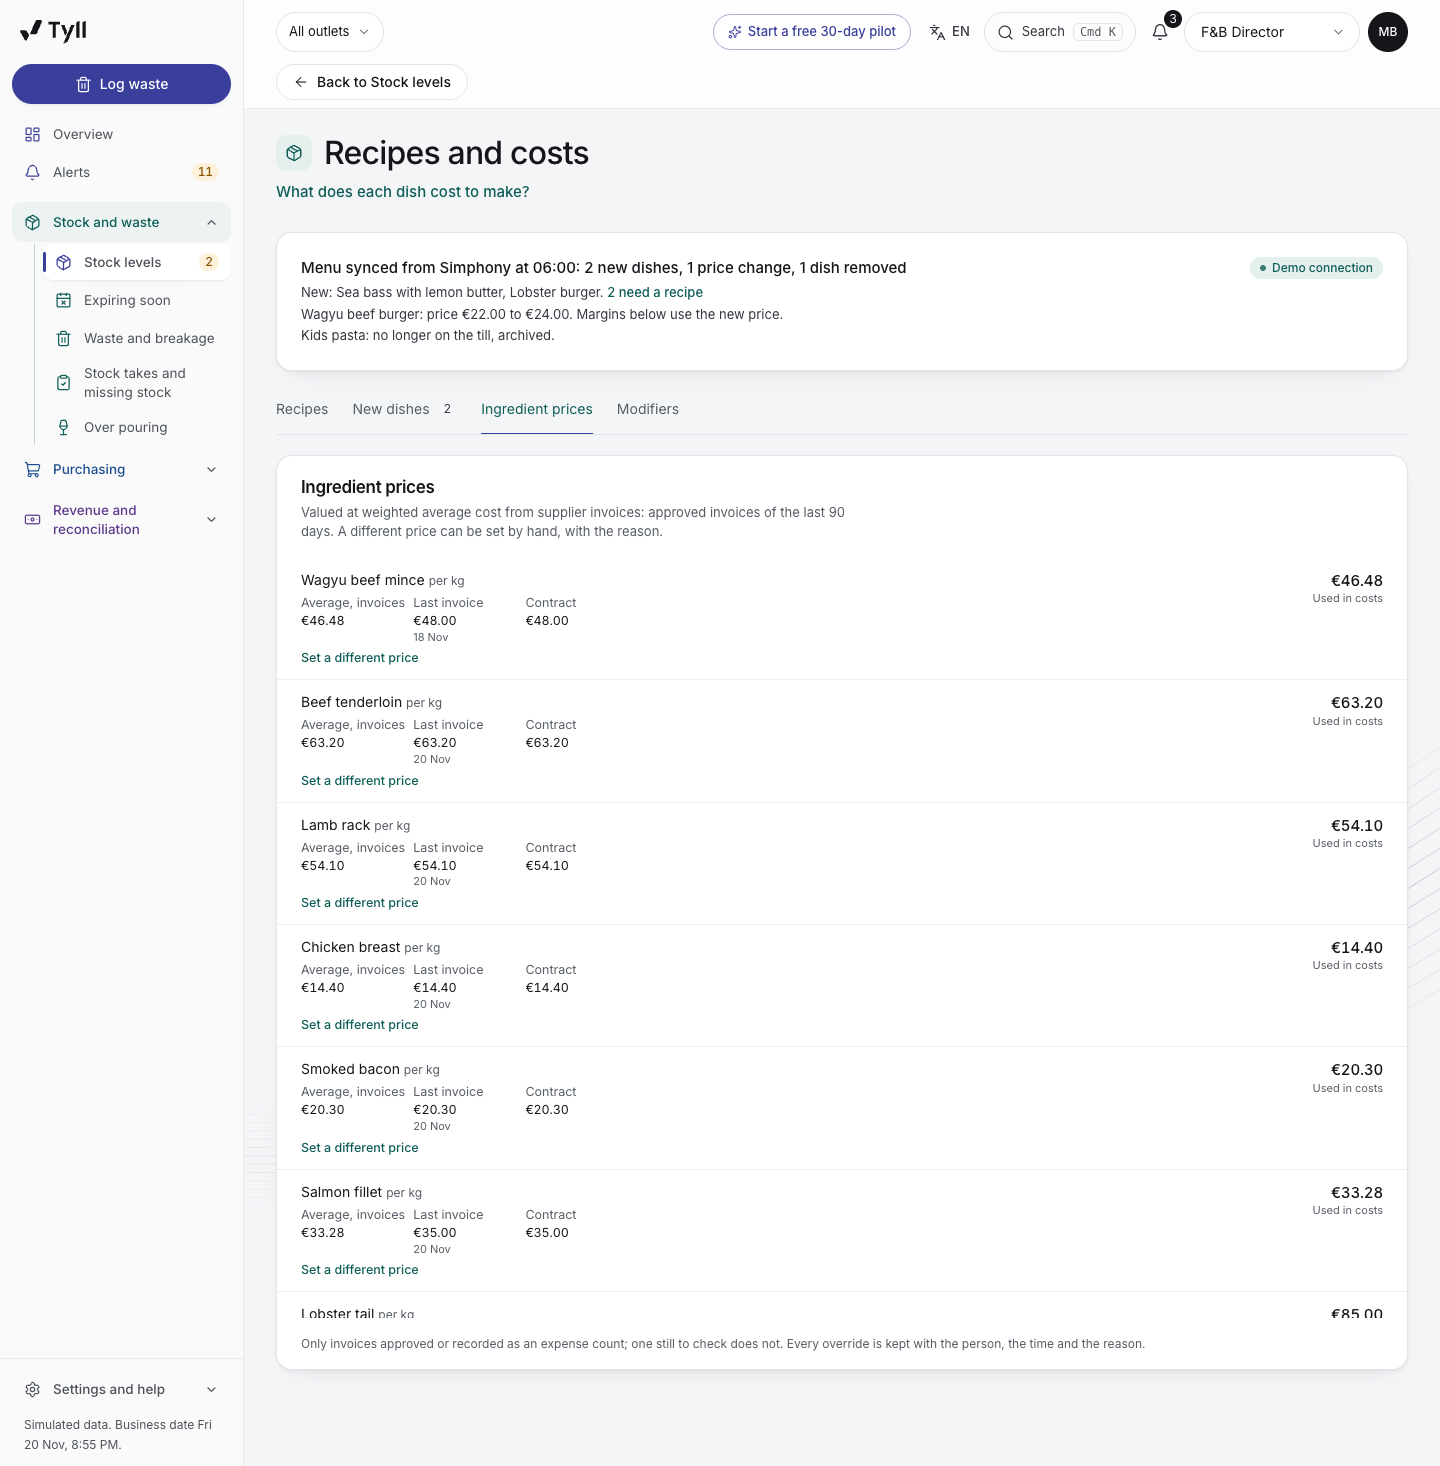 Tyll
Log waste
Overview
Alerts 11
Stock and waste
Stock levels 2
Expiring soon
Waste and breakage
Stock takes and
missing stock
Over pouring
Purchasing
Revenue and
reconciliation
Settings and help
Simulated data. Business date Fri
20 Nov, 8:55 PM.
All outlets
Start a free 30-day pilot
EN
Search Cmd K
3
F&B Director
MB
Back to Stock levels
Recipes and costs
What does each dish cost to make?
Menu synced from Simphony at 06:00: 2 new dishes, 1 price change, 1 dish removed
Demo connection
New: Sea bass with lemon butter, Lobster burger. 2 need a recipe
Wagyu beef burger: price €22.00 to €24.00. Margins below use the new price.
Kids pasta: no longer on the till, archived.
Recipes New dishes 2 Ingredient prices Modifiers
Ingredient prices
Valued at weighted average cost from supplier invoices: approved invoices of the last 90
days. A different price can be set by hand, with the reason.
Wagyu beef mince per kg €46.48
Used in costs
Average, invoices Last invoice Contract
€46.48 €48.00 €48.00
18 Nov
Set a different price
Beef tenderloin per kg €63.20
Used in costs
Average, invoices Last invoice Contract
€63.20 €63.20 €63.20
20 Nov
Set a different price
Lamb rack per kg €54.10
Used in costs
Average, invoices Last invoice Contract
€54.10 €54.10 €54.10
20 Nov
Set a different price
Chicken breast per kg €14.40
Used in costs
Average, invoices Last invoice Contract
€14.40 €14.40 €14.40
20 Nov
Set a different price
Smoked bacon per kg €20.30
Used in costs
Average, invoices Last invoice Contract
€20.30 €20.30 €20.30
20 Nov
Set a different price
Salmon fillet per kg €33.28
Used in costs
Average, invoices Last invoice Contract
€33.28 €35.00 €35.00
20 Nov
Set a different price
Lobster tail per kg €85.00
Only invoices approved or recorded as an expense count; one still to check does not. Every override is kept with the person, the time and the reason.